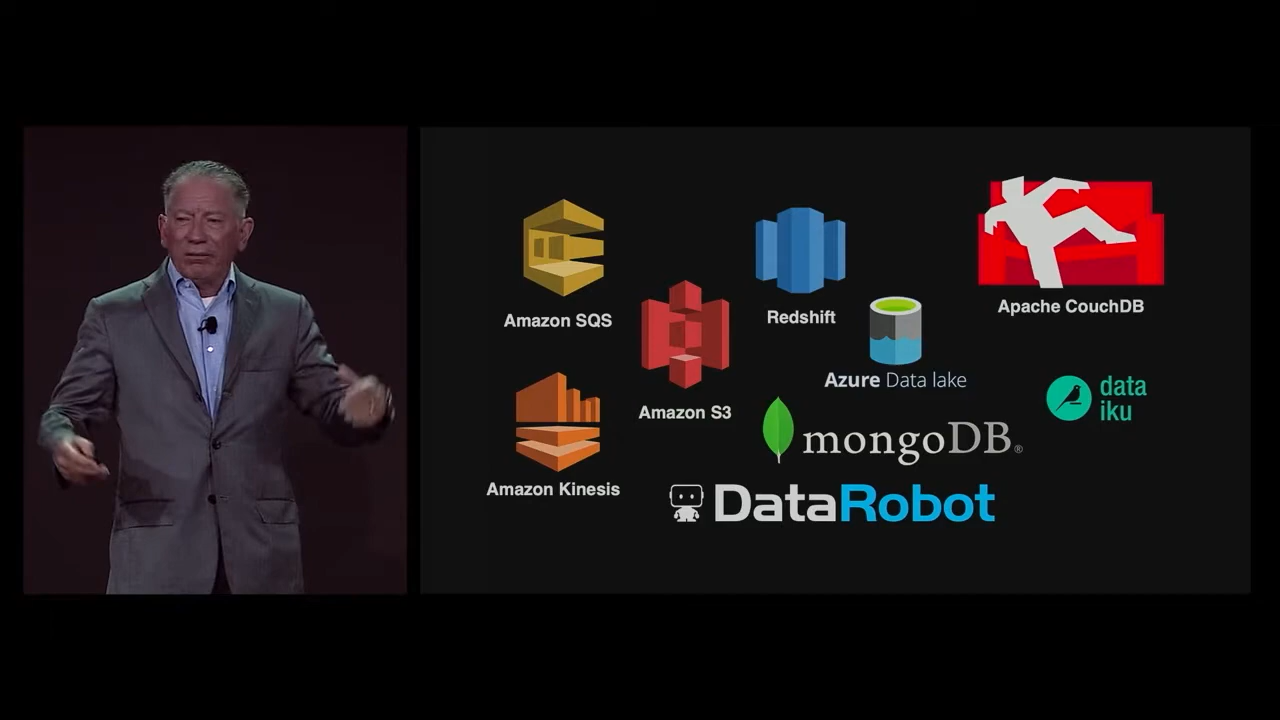 Amazon SQS
Redshift
Apache CouchDB
Azure Data lake
data
iku
Amazon S3
mongoDB®
Amazon Kinesis
DataRobot